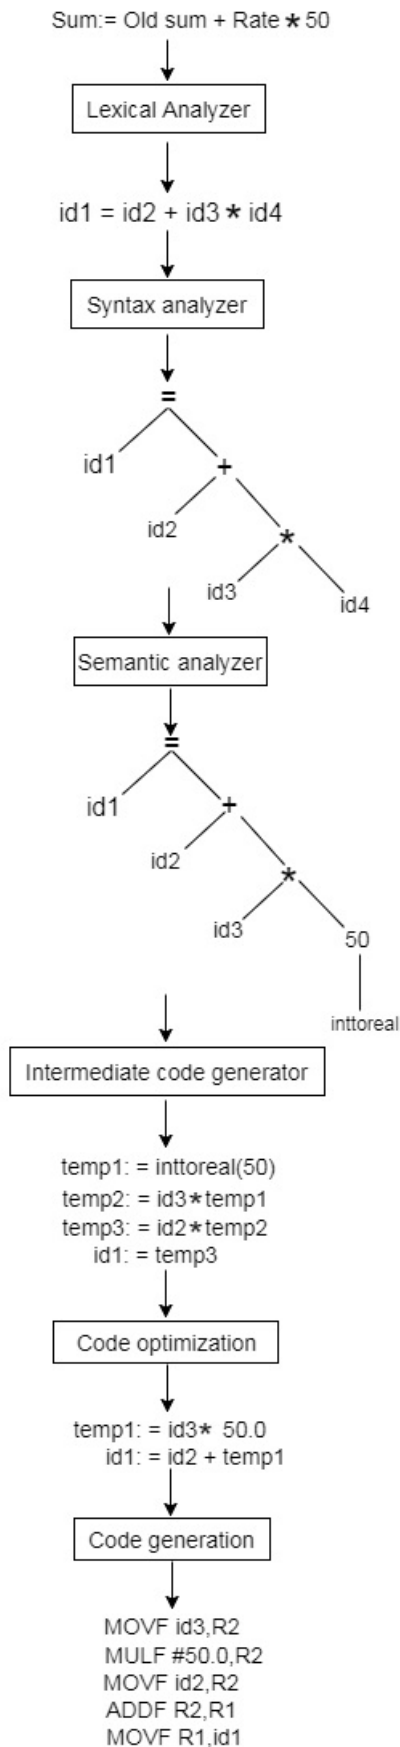 Sum:= Old sum + Rate * 50
Lexical Analyzer
id1 = id2 + id3 * id4
Syntax analyzer
=
id1
+
id2
*
id3
id4
Semantic analyzer
=
id1
+
id2
*
id3
50
inttoreal
Intermediate code generator
temp1: = inttoreal(50)
temp2: = id3*temp1
temp3: = id2*temp2
id1: = temp3
Code optimization
temp1: = id3* 50.0
id1: = id2 + temp1
Code generation
MOVF id3,R2
MULF #50.0,R2
MOVF id2,R2
ADDF R2,R1
MOVF R1,id1